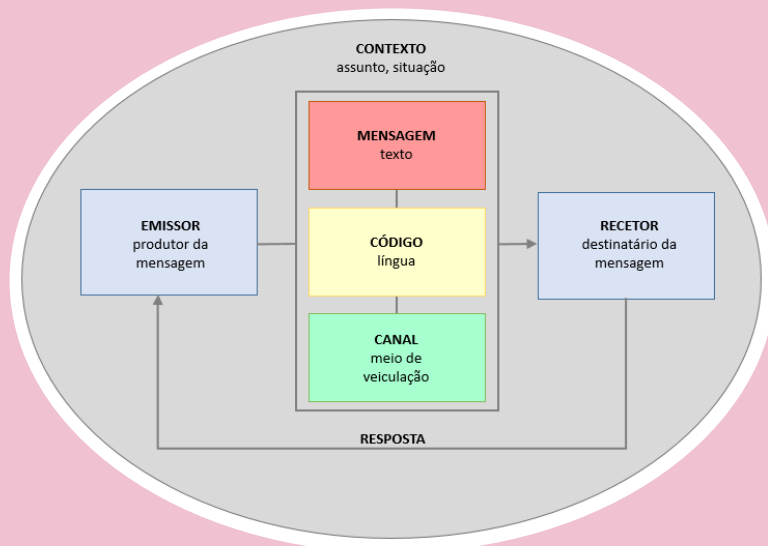 CONTEXTO
assunto, situação
MENSAGEM
texto
EMISSOR
produtor da
mensagem
CÓDIGO
língua
RECETOR
destinatário da
mensagem
CANAL
meio de
veiculação
RESPOSTA